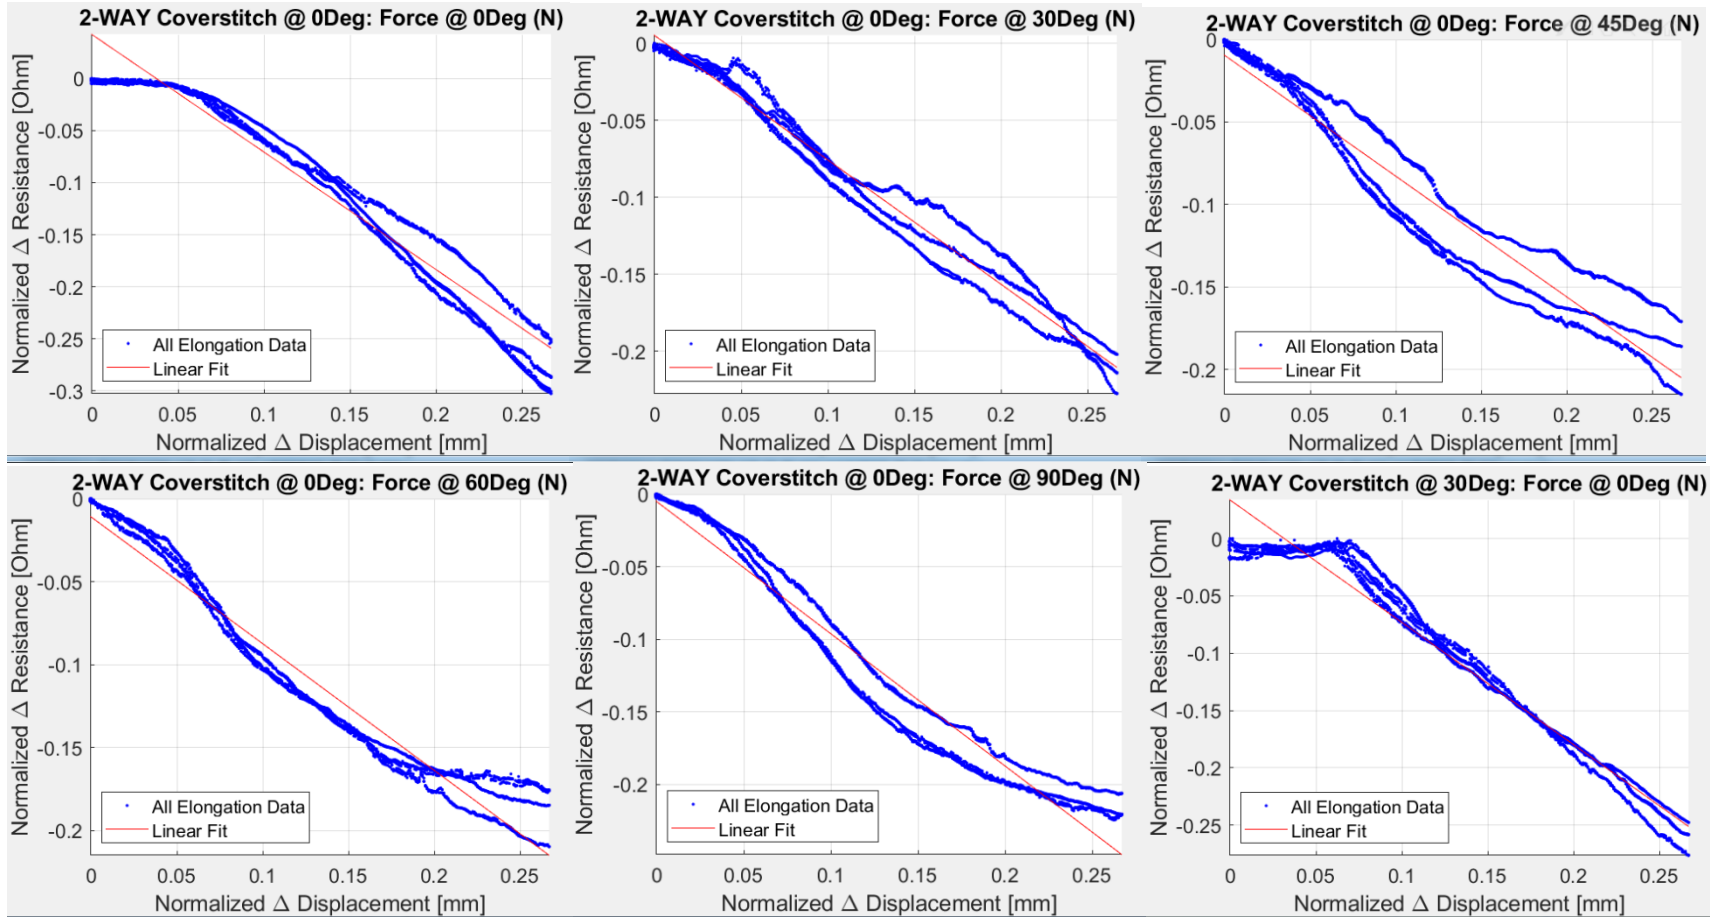 2-WAY Coverstitch @ 0Deg: Force @ 0Deg (N)
0
-0.05
-0.1
-0.15
-0.2
-0.25
-0.3
Normalized Δ Resistance [Ohm]
All Elongation Data
Linear Fit
0 0.05 0.1 0.15 0.2 0.25
Normalized Δ Displacement [mm]
2-WAY Coverstitch @ 0Deg: Force @ 30Deg (N)
0
-0.05
-0.1
-0.15
-0.2
Normalized Δ Resistance [Ohm]
All Elongation Data
Linear Fit
0 0.05 0.1 0.15 0.2 0.25
Normalized Δ Displacement [mm]
2-WAY Coverstitch @ 0Deg: Force @ 45Deg (N)
0
-0.05
-0.1
-0.15
-0.2
Normalized Δ Resistance [Ohm]
All Elongation Data
Linear Fit
0 0.05 0.1 0.15 0.2 0.25
Normalized Δ Displacement [mm]
2-WAY Coverstitch @ 0Deg: Force @ 60Deg (N)
0
-0.05
-0.1
-0.15
-0.2
Normalized Δ Resistance [Ohm]
All Elongation Data
Linear Fit
0 0.05 0.1 0.15 0.2 0.25
Normalized Δ Displacement [mm]
2-WAY Coverstitch @ 0Deg: Force @ 90Deg (N)
0
-0.05
-0.1
-0.15
-0.2
Normalized Δ Resistance [Ohm]
All Elongation Data
Linear Fit
0 0.05 0.1 0.15 0.2 0.25
Normalized Δ Displacement [mm]
2-WAY Coverstitch @ 30Deg: Force @ 0Deg (N)
0
-0.05
-0.1
-0.15
-0.2
-0.25
Normalized Δ Resistance [Ohm]
All Elongation Data
Linear Fit
0 0.05 0.1 0.15 0.2 0.25
Normalized Δ Displacement [mm]